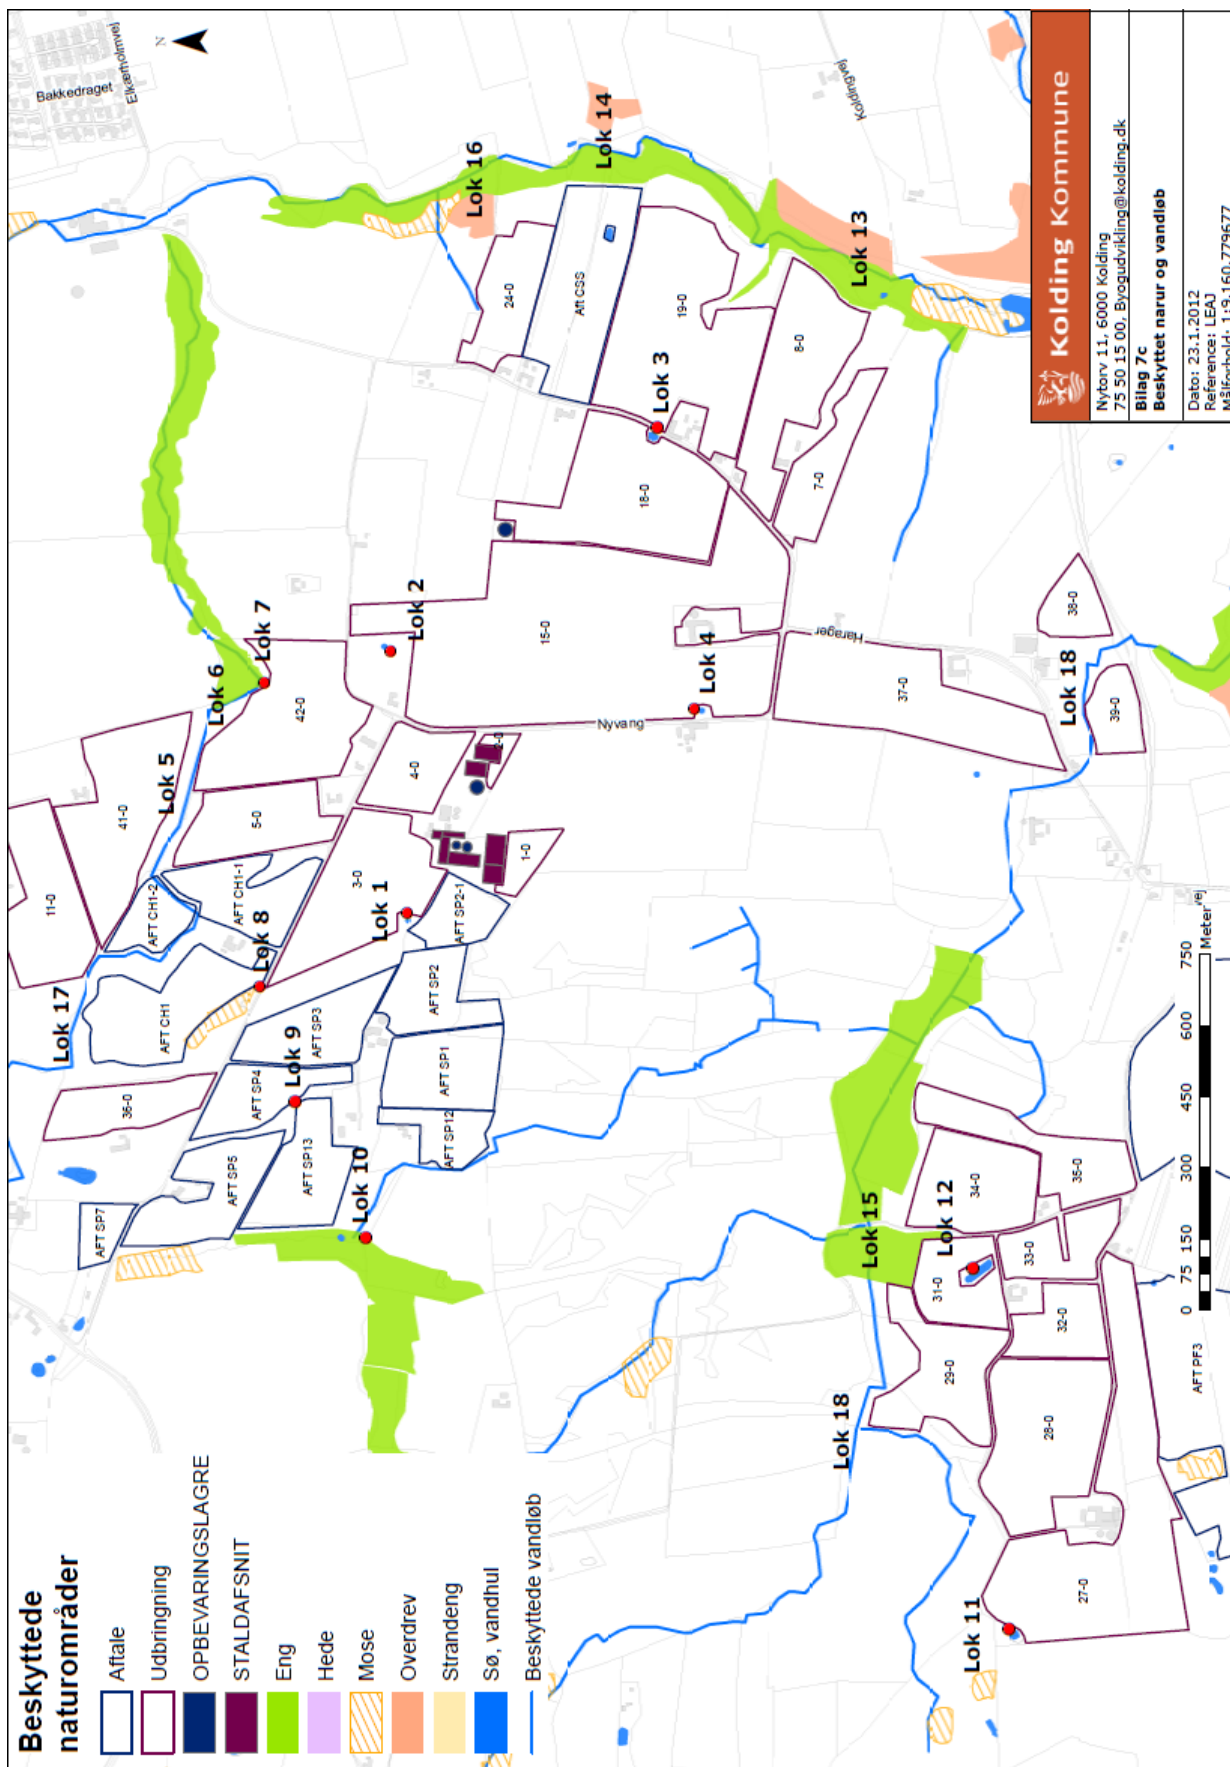 Beskyttede
naturområder
Aftale
Udbringning
OPBEVARINGSLAGRE
STALDAFSNIT
Eng
Hede
Mose
Overdrev
Strandeng
Sø, vandhul
Beskyttede vandløb
Bakkedraget
Elkærholmvej
N
Koldingvej
Nyvang
Harager
Lok 1
Lok 2
Lok 3
Lok 4
Lok 5
Lok 6
Lok 7
Lok 8
Lok 9
Lok 10
Lok 11
Lok 12
Lok 13
Lok 14
Lok 15
Lok 16
Lok 17
Lok 18
Lok 18
11-0
41-0
42-0
5-0
4-0
3-0
2-0
1-0
36-0
24-0
Aft CSS
19-0
18-0
15-0
8-0
7-0
37-0
38-0
39-0
35-0
34-0
33-0
32-0
31-0
29-0
28-0
27-0
AFT CH1-2
AFT CH1-1
AFT CH1
AFT SP2-1
AFT SP2
AFT SP3
AFT SP1
AFT SP4
AFT SP12
AFT SP13
AFT SP5
AFT SP7
AFT PF3
0 75 150 300 450 600 750
Meter
vej
Kolding Kommune
Nytorv 11, 6000 Kolding
75 50 15 00, Byogudvikling@kolding.dk
Bilag 7c
Beskyttet narur og vandløb
Dato: 23.1.2012
Reference: LEAJ
Målforhold: 1:9.160,779677